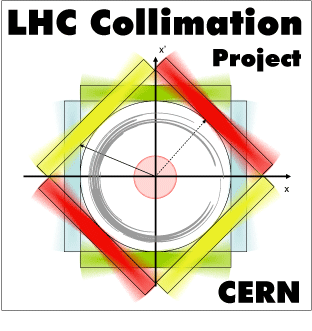 LHC Collimation
Project
x'
x
CERN